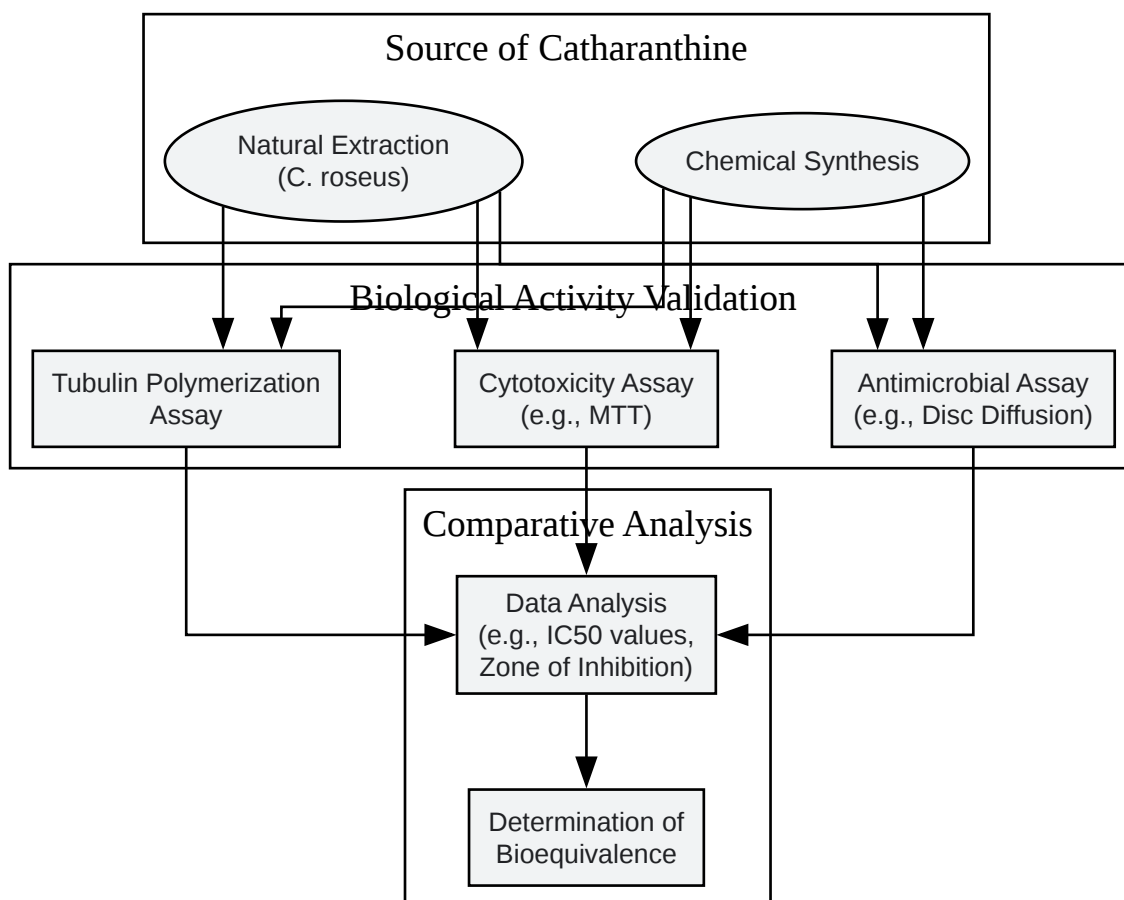 Source of Catharanthine
Natural Extraction
(C. roseus)
Chemical Synthesis
Biological Activity Validation
Tubulin Polymerization
Assay
Cytotoxicity Assay
(e.g., MTT)
Antimicrobial Assay
(e.g., Disc Diffusion)
Comparative Analysis
Data Analysis
(e.g., IC50 values,
Zone of Inhibition)
Determination of
Bioequivalence